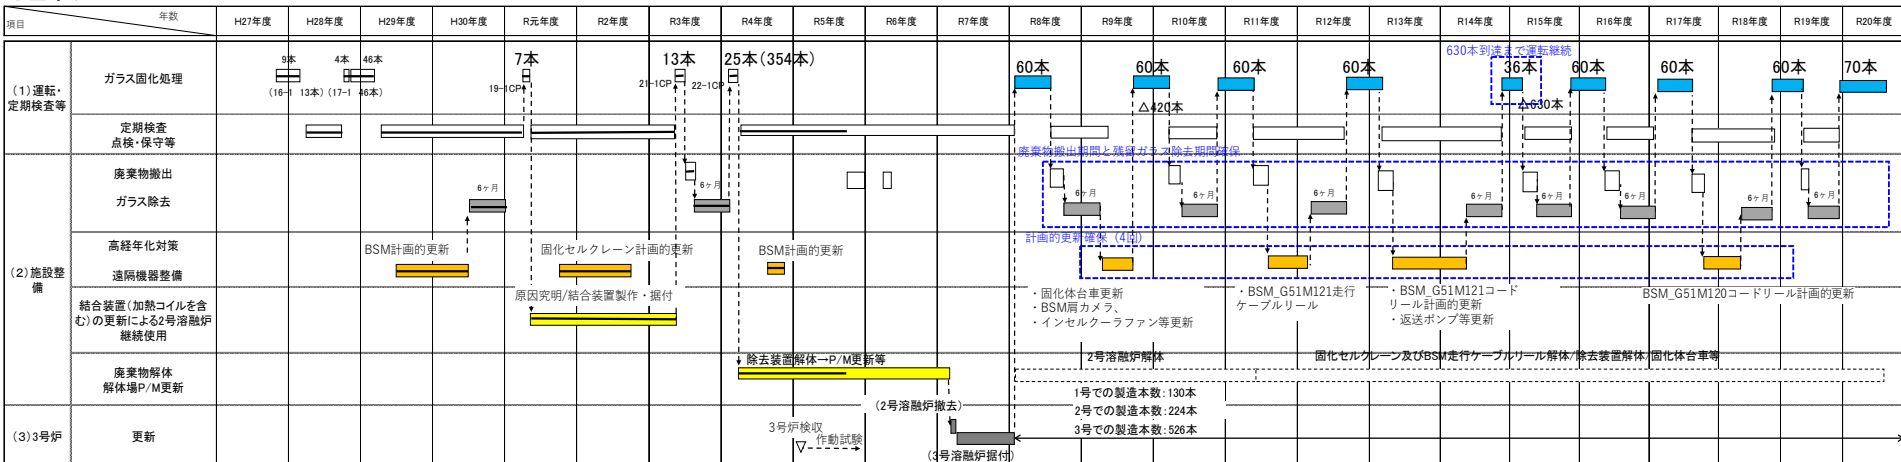 年数
項目
H27年度 H28年度 H29年度 H30年度 R元年度 R2年度 R3年度 R4年度 R5年度 R6年度 R7年度 R8年度 R9年度 R10年度 R11年度 R12年度 R13年度 R14年度 R15年度 R16年度 R17年度 R18年度 R19年度 R20年度
(1)運転・
定期検査等
ガラス固化処理
9本 4本 46本
(16-1 13本) (17-1 46本)
7本
19-1CP
13本
21-1CP
25本(354本)
22-1CP
60本 60本 60本 60本 36本 60本 60本 60本 70本
630本到達まで運転継続
△420本
△630本
定期検査
点検・保守等
(2)施設整
備
廃棄物搬出
廃棄物搬出期間と残留ガラス除去期間確保
ガラス除去
6ヶ月 6ヶ月 6ヶ月 6ヶ月 6ヶ月 6ヶ月 6ヶ月 6ヶ月 6ヶ月 6ヶ月
高経年化対策
遠隔機器整備
BSM計画的更新
固化セルクレーン計画的更新
BSM計画的更新
計画的更新確保 (4回)
・固化体台車更新
・BSM肩カメラ、
・インセルクーラファン等更新
・BSM_G51M121走行
ケーブルリール
・BSM_G51M121コード
リール計画的更新
・返送ポンプ等更新
BSM_G51M120コードリール計画的更新
結合装置(加熱コイルを含
む)の更新による2号溶融炉
継続使用
原因究明/結合装置製作・据付
廃棄物解体
解体場P/M更新
除去装置解体→P/M更新等
2号溶融炉解体
固化セルクレーン及びBSM走行ケーブルリール解体/除去装置解体/固化体台車等
1号での製造本数:130本
2号での製造本数:224本
3号での製造本数:526本
(3)3号炉
更新
3号炉検収
▽
作動試験
(2号溶融炉撤去)
(3号溶融炉据付)